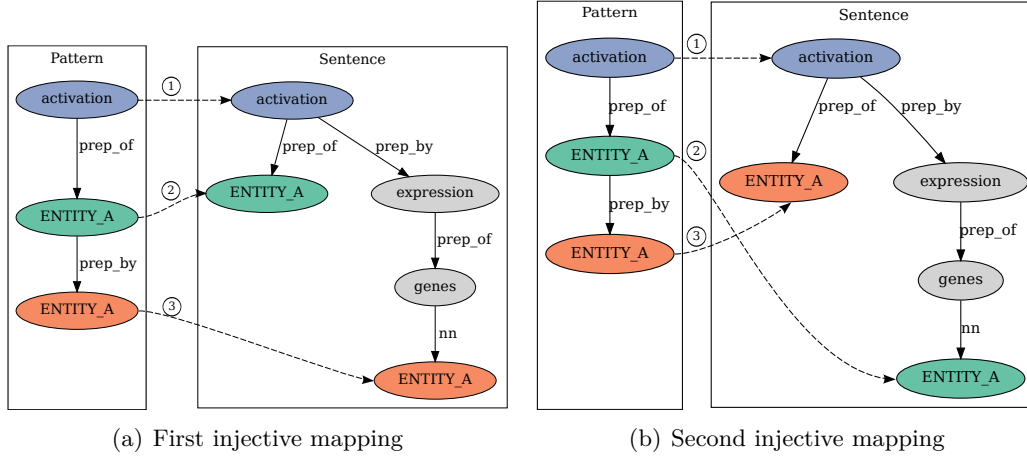 Pattern
Sentence
activation
①
activation
prep_of
prep_of
prep_by
ENTITY_A
②
ENTITY_A
expression
prep_by
prep_of
ENTITY_A
③
genes
nn
ENTITY_A
(a) First injective mapping
Pattern
Sentence
activation
①
activation
prep_of
prep_of
prep_by
ENTITY_A
②
ENTITY_A
expression
prep_by
prep_of
ENTITY_A
③
genes
nn
ENTITY_A
(b) Second injective mapping